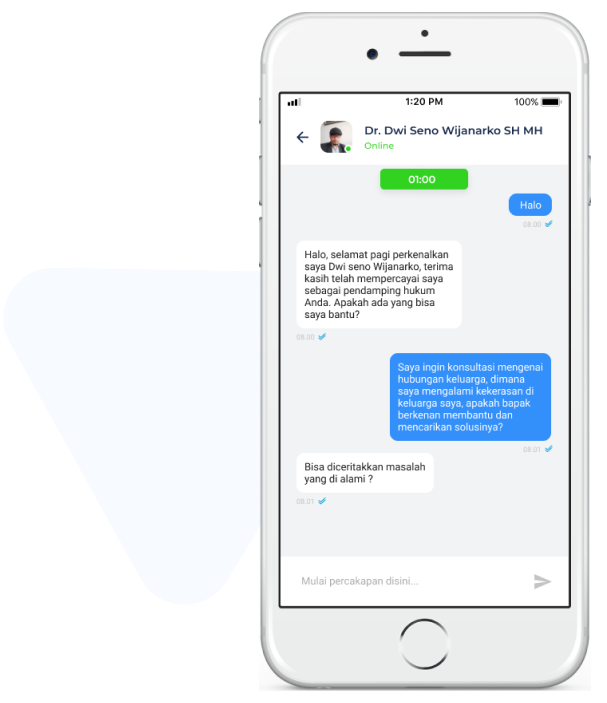 1:20 PM
100%
Dr. Dwi Seno Wijanarko SH MH
Online
01:00
Halo
08.00
Halo, selamat pagi perkenalkan
saya Dwi seno Wijanarko, terima
kasih telah mempercayai saya
sebagai pendamping hukum
Anda. Apakah ada yang bisa
saya bantu?
08.00
Saya ingin konsultasi mengenai
hubungan keluarga, dimana
saya mengalami kekerasan di
keluarga saya, apakah bapak
berkenan membantu dan
mencarikan solusinya?
08:01
Bisa diceritakkan masalah
yang di alami ?
08:01
Mulai percakapan disini...